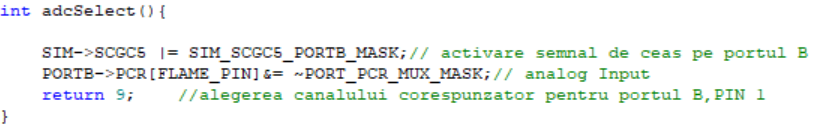 int adcSelect(){
SIM->SCGC5 |= SIM_SCGC5_PORTB_MASK;// activare semnal de ceas pe portul B
PORTB->PCR[FLAME_PIN]&= ~PORT_PCR_MUX_MASK;// analog Input
return 9; //alegerea canalului corespunzator pentru portul B,PIN 1
}